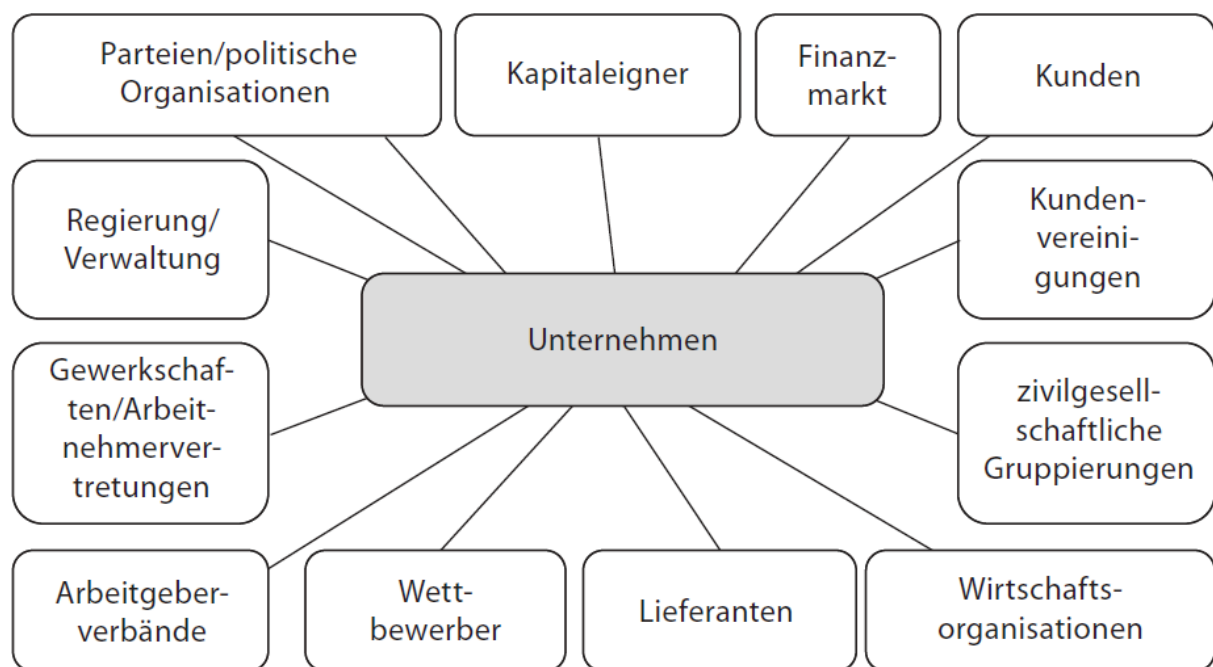 Parteien/politische
Organisationen
Kapitaleigner
Finanz-
markt
Kunden
Regierung/
Verwaltung
Kunden-
vereini-
gungen
Unternehmen
Gewerkschaf-
ten/Arbeit-
nehmerver-
tretungen
zivilgesell-
schaftliche
Gruppierungen
Arbeitgeber-
verbände
Wett-
bewerber
Lieferanten
Wirtschafts-
organisationen